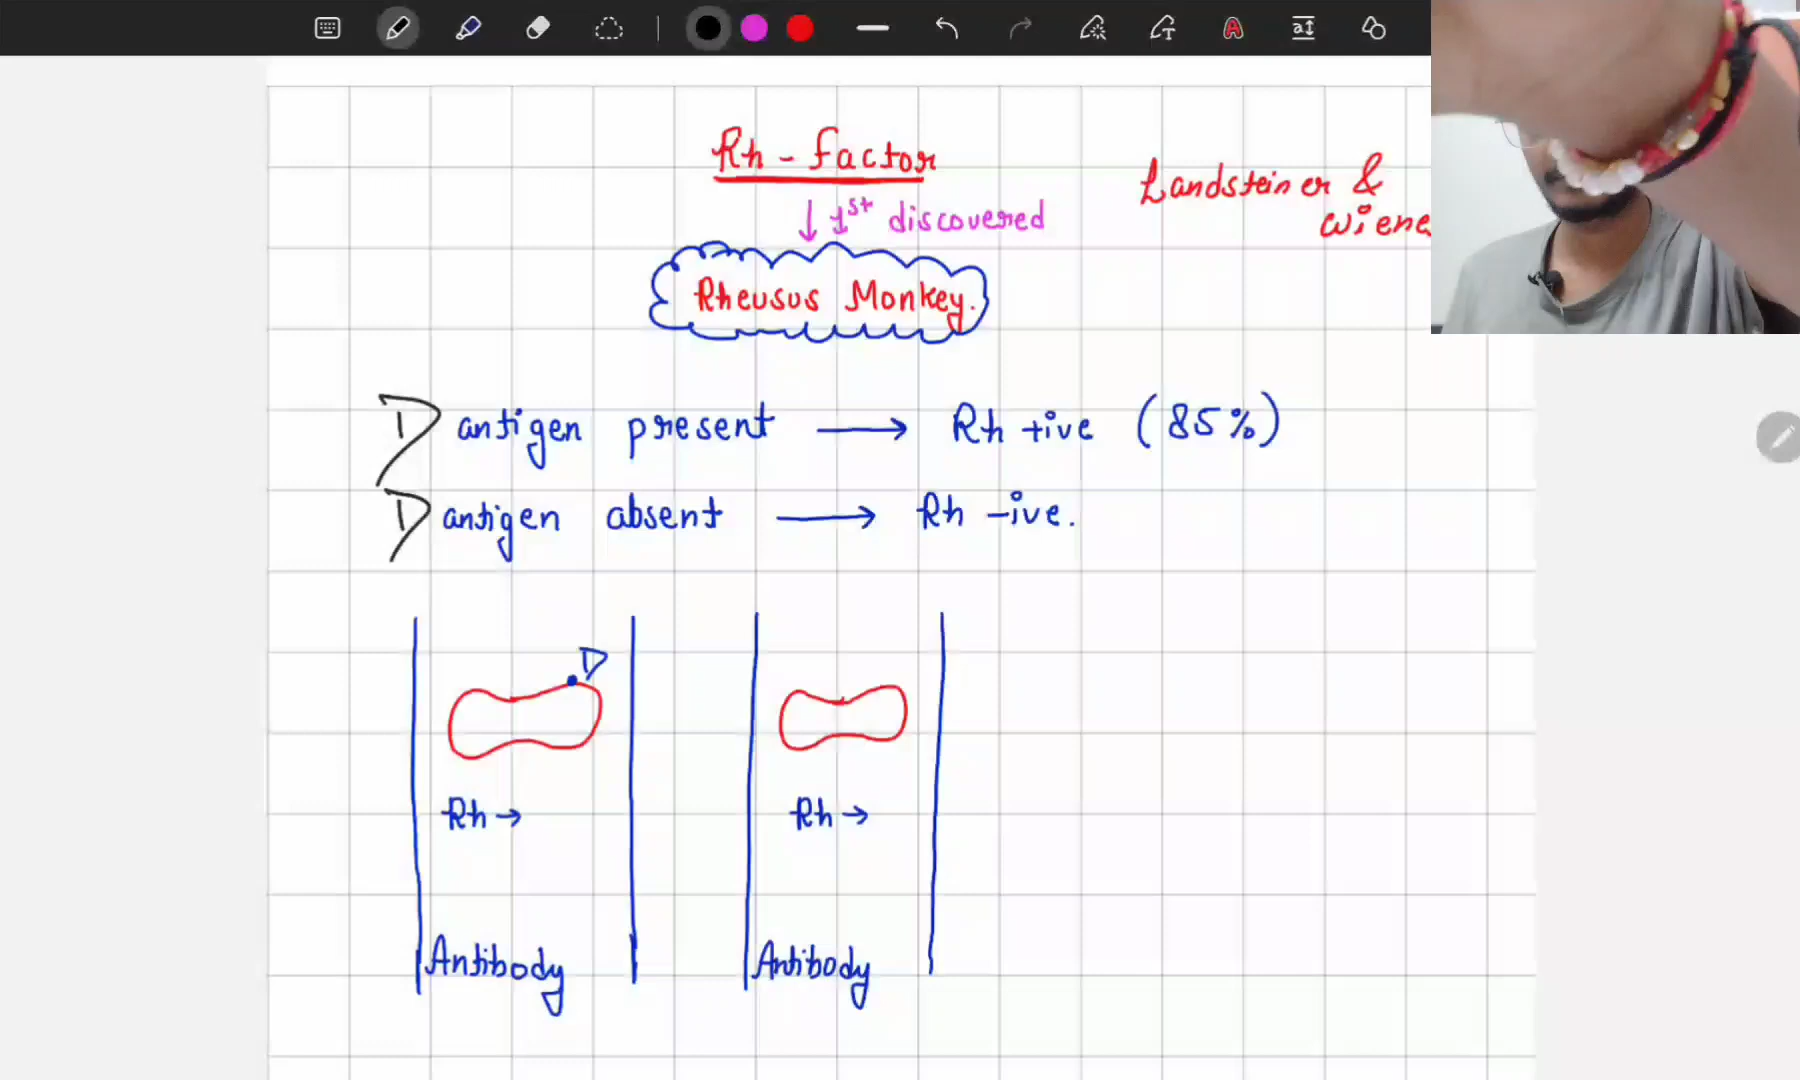 Rh - factor
Landsteiner &
↓ 1st discovered
Wiene
Rheusus Monkey.
D antigen present → Rh +ive (85%)
D antigen absent → Rh -ive.
D
Rh →
Rh →
Antibody
Antibody